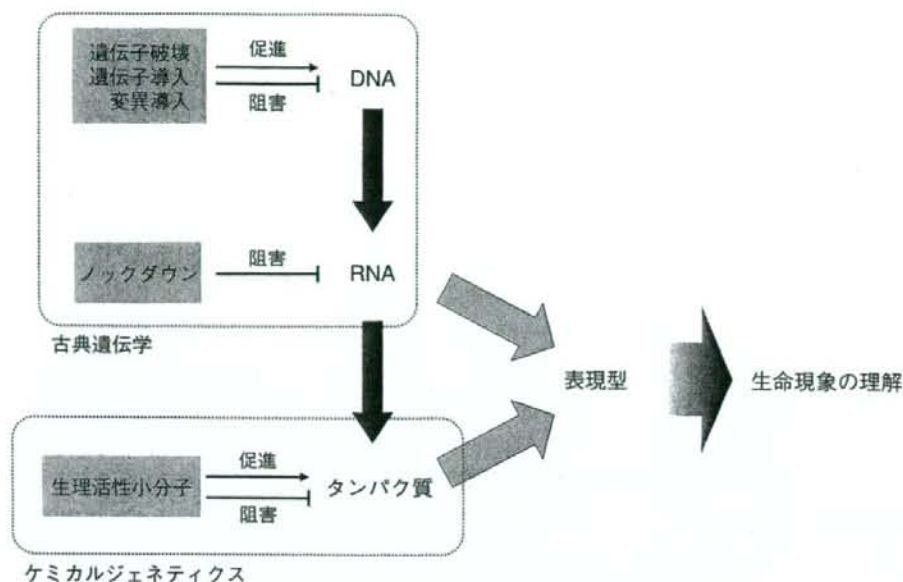 遺伝子破壊
遺伝子導入
変異導入
促進
阻害
DNA
ノックダウン
阻害
RNA
古典遺伝学
表現型
生命現象の理解
生理活性小分子
促進
阻害
タンパク質
ケミカルジェネティクス